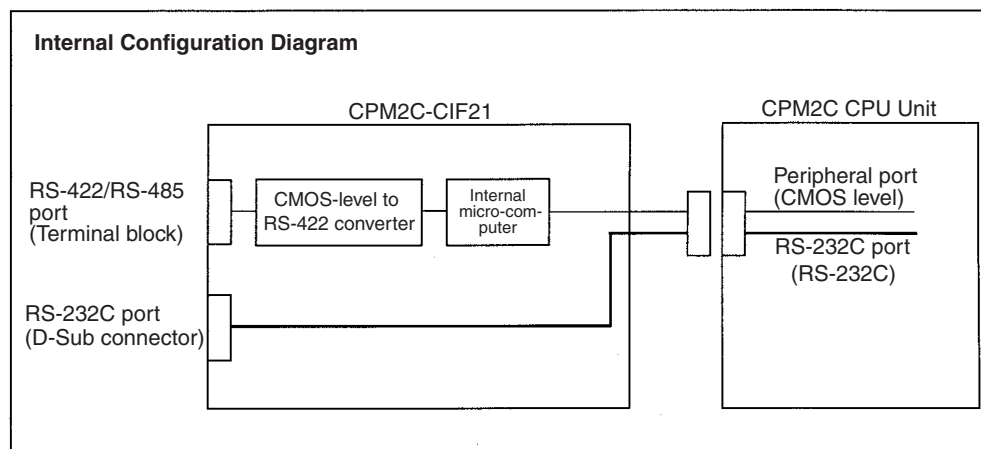 Internal Configuration Diagram
CPM2C-CIF21
CPM2C CPU Unit
RS-422/RS-485
port
(Terminal block)
CMOS-level to
RS-422 converter
Internal
micro-com-
puter
Peripheral port
(CMOS level)
RS-232C port
(RS-232C)
RS-232C port
(D-Sub connector)